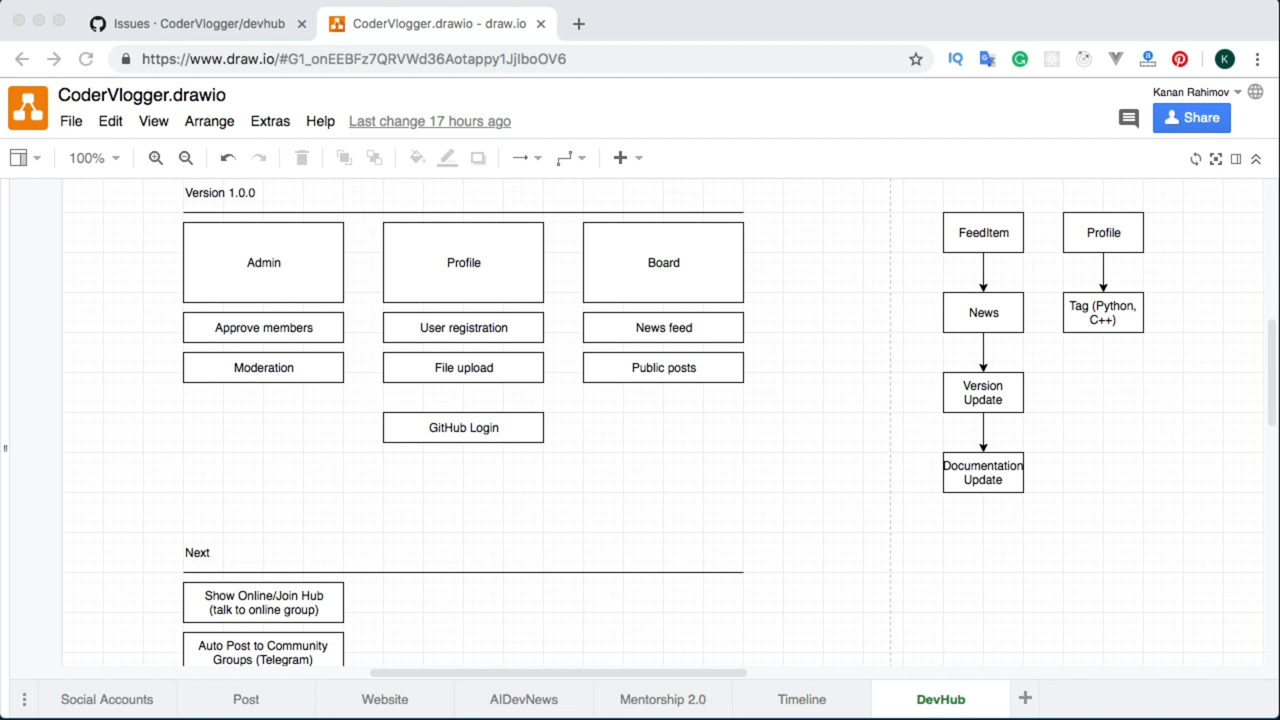 Issues · CoderVlogger/devhub
CoderVlogger.drawio - draw.io
https://www.draw.io/#G1_onEEBFz7QRVWd36Aotappy1JjIboOV6
IQ
K
CoderVlogger.drawio
Kanan Rahimov
File Edit View Arrange Extras Help Last change 17 hours ago
Share
100%
Version 1.0.0
Admin
Profile
Board
Approve members
User registration
News feed
Moderation
File upload
Public posts
GitHub Login
FeedItem
Profile
News
Tag (Python,
C++)
Version
Update
Documentation
Update
Next
Show Online/Join Hub
(talk to online group)
Auto Post to Community
Groups (Telegram)
Social Accounts
Post
Website
AIDevNews
Mentorship 2.0
Timeline
DevHub